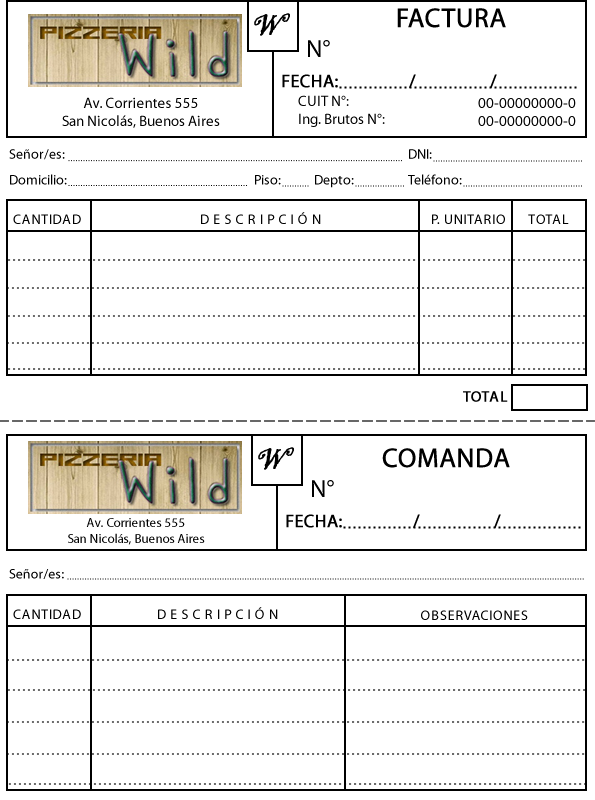 PIZZERIA
Wild
Av. Corrientes 555
San Nicolás, Buenos Aires
W
FACTURA
N°
FECHA:............../.............../................
CUIT N°: 00-00000000-0
Ing. Brutos N°: 00-00000000-0
Señor/es: DNI:
Domicilio: Piso: Depto: Teléfono:
CANTIDAD DESCRIPCIÓN P. UNITARIO TOTAL
TOTAL
PIZZERIA
Wild
Av. Corrientes 555
San Nicolás, Buenos Aires
W
COMANDA
N°
FECHA:............../.............../................
Señor/es:
CANTIDAD DESCRIPCIÓN OBSERVACIONES